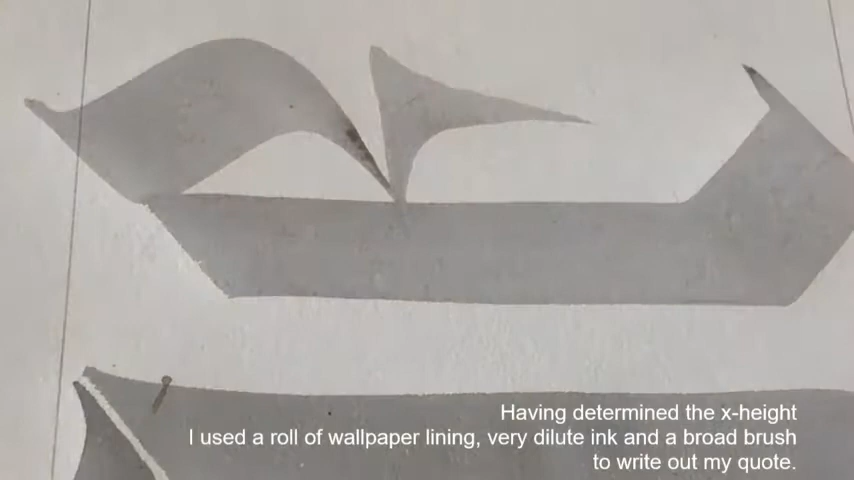 Having determined the x-height
I used a roll of wallpaper lining, very dilute ink and a broad brush
to write out my quote.